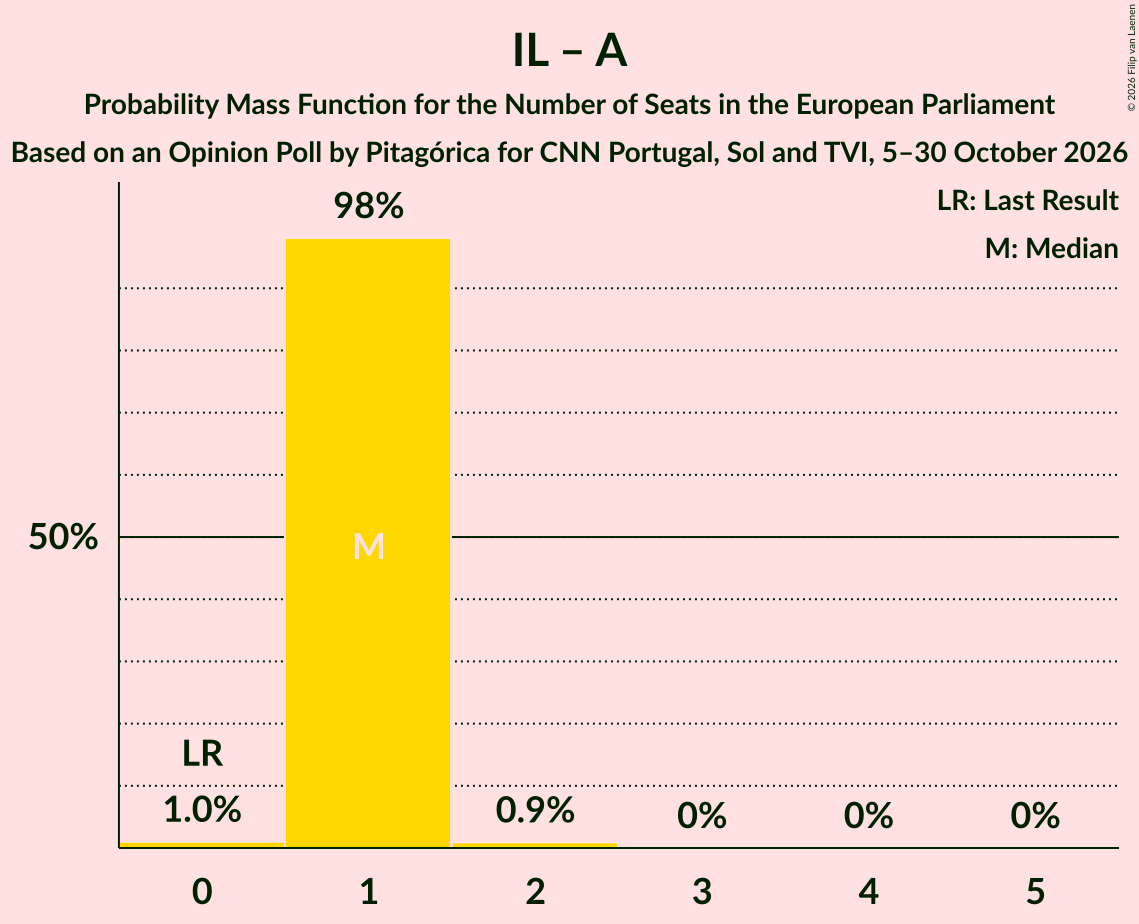 IL – A
Probability Mass Function for the Number of Seats in the European Parliament
Based on an Opinion Poll by Pitagórica for CNN Portugal, Sol and TVI, 5–30 October 2026
© 2026 Filip van Laenen
LR: Last Result
M: Median
98%
50%
M
LR
1.0%
0.9%
0%
0%
0%
0
1
2
3
4
5